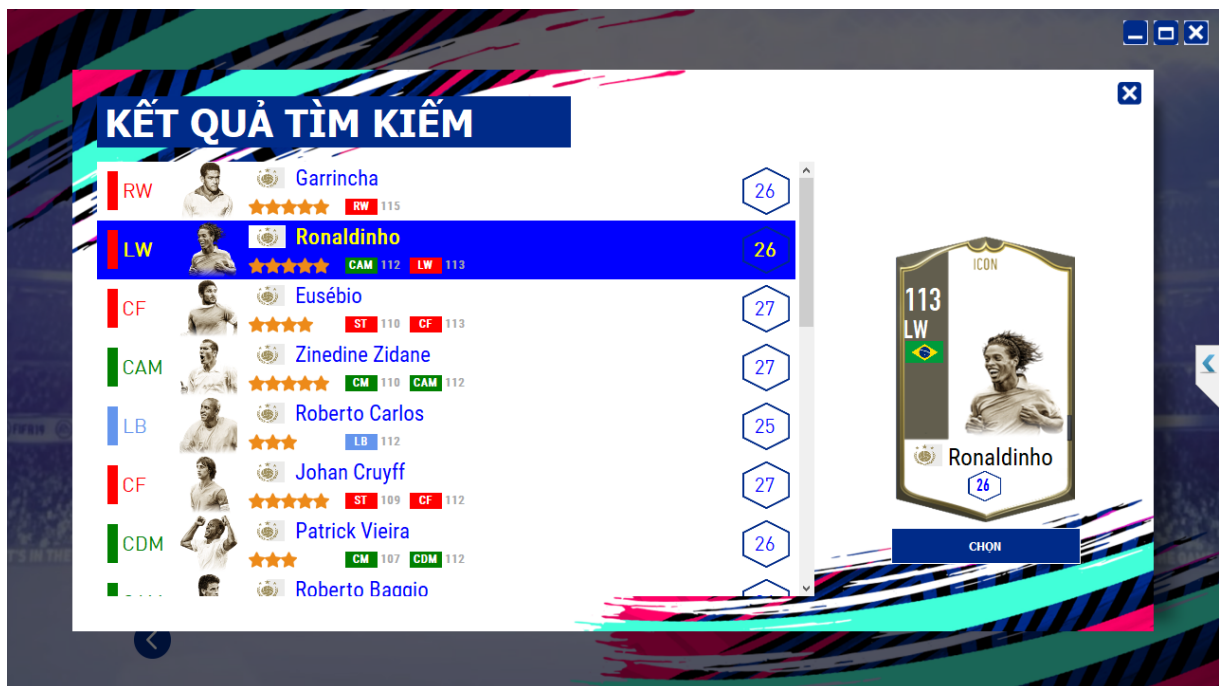 KẾT QUẢ TÌM KIẾM
RW Garrincha 26
RW 115
LW Ronaldinho 26
CAM 112 LW 113
CF Eusébio 27
ST 110 CF 113
CAM Zinedine Zidane 27
CM 110 CAM 112
LB Roberto Carlos 25
LB 112
CF Johan Cruyff 27
ST 109 CF 112
CDM Patrick Vieira 26
CM 107 CDM 112
Roberto Baggio
ICON
113
LW
Ronaldinho
26
CHỌN